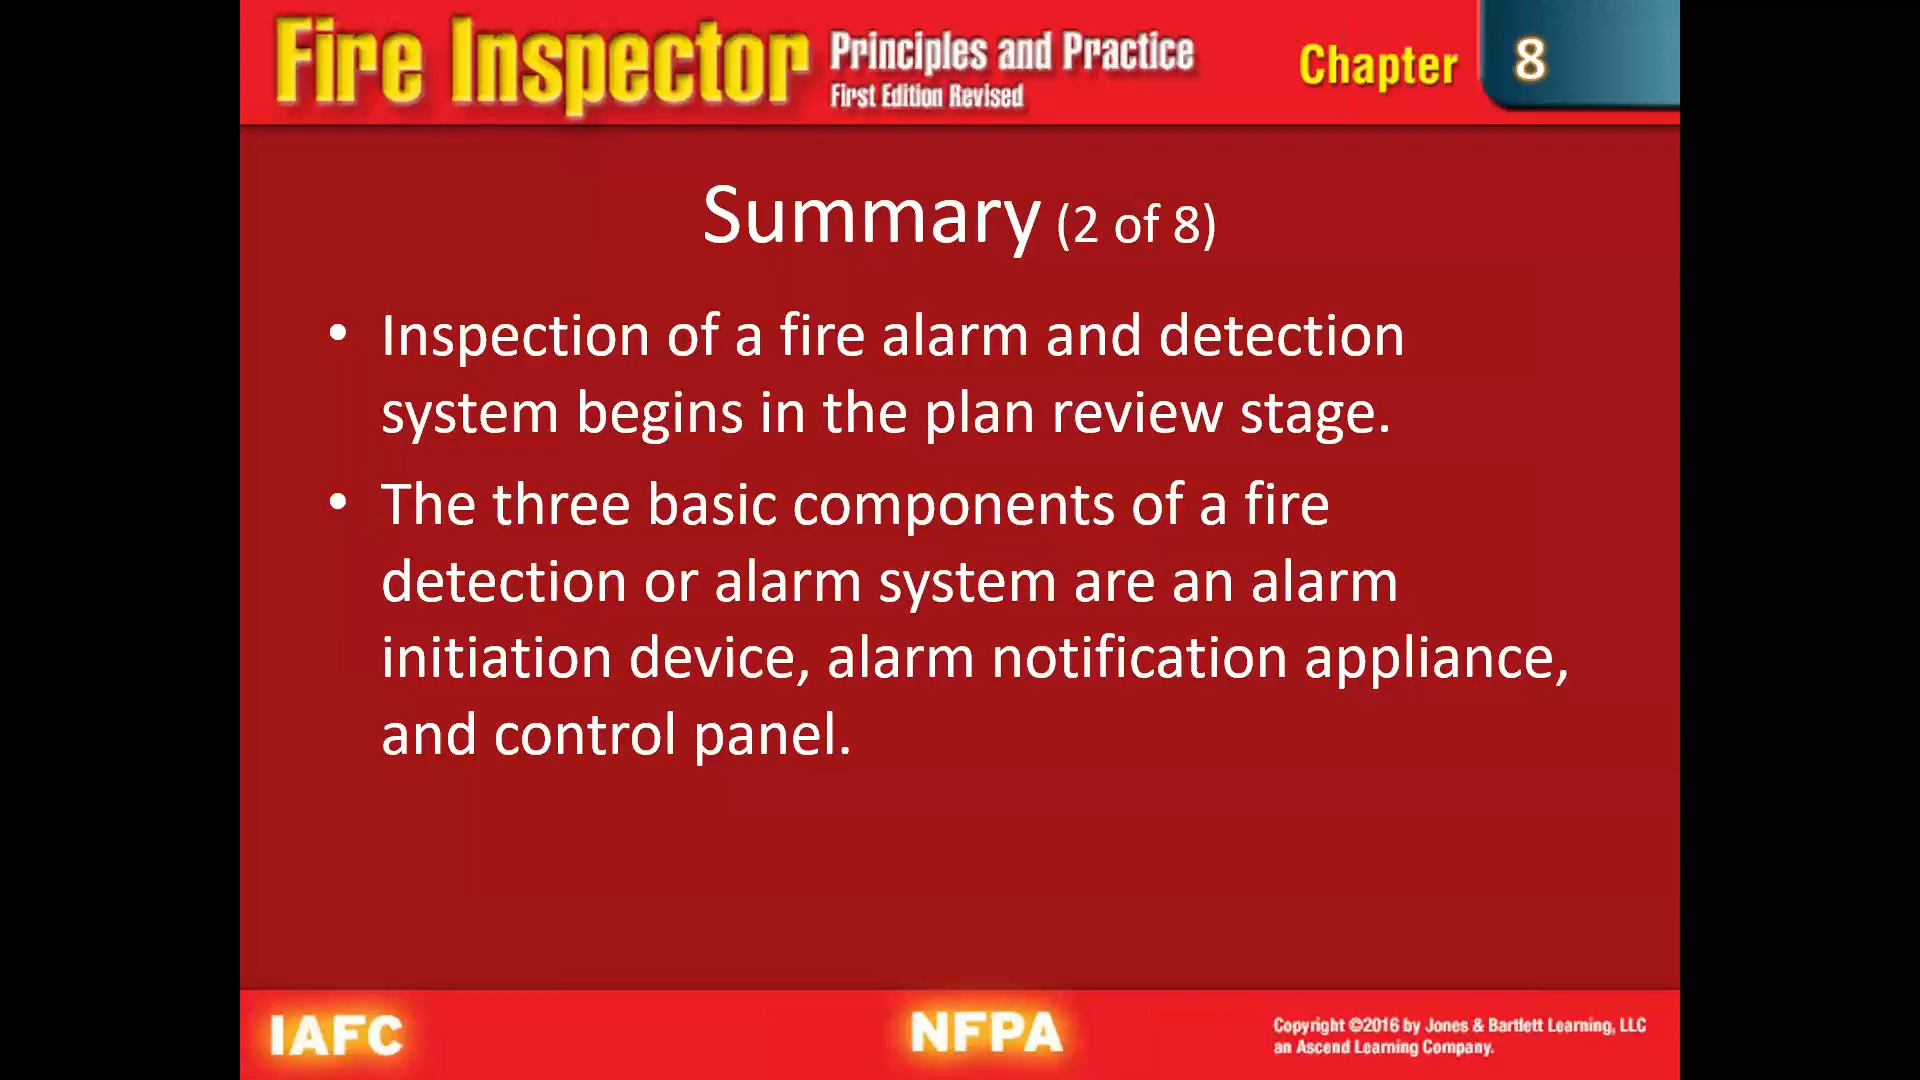 Fire Inspector Principles and Practice
First Edition Revised
Chapter 8
Summary (2 of 8)
• Inspection of a fire alarm and detection
system begins in the plan review stage.
• The three basic components of a fire
detection or alarm system are an alarm
initiation device, alarm notification appliance,
and control panel.
IAFC
NFPA
Copyright ©2016 by Jones & Bartlett Learning, LLC
an Ascend Learning Company.